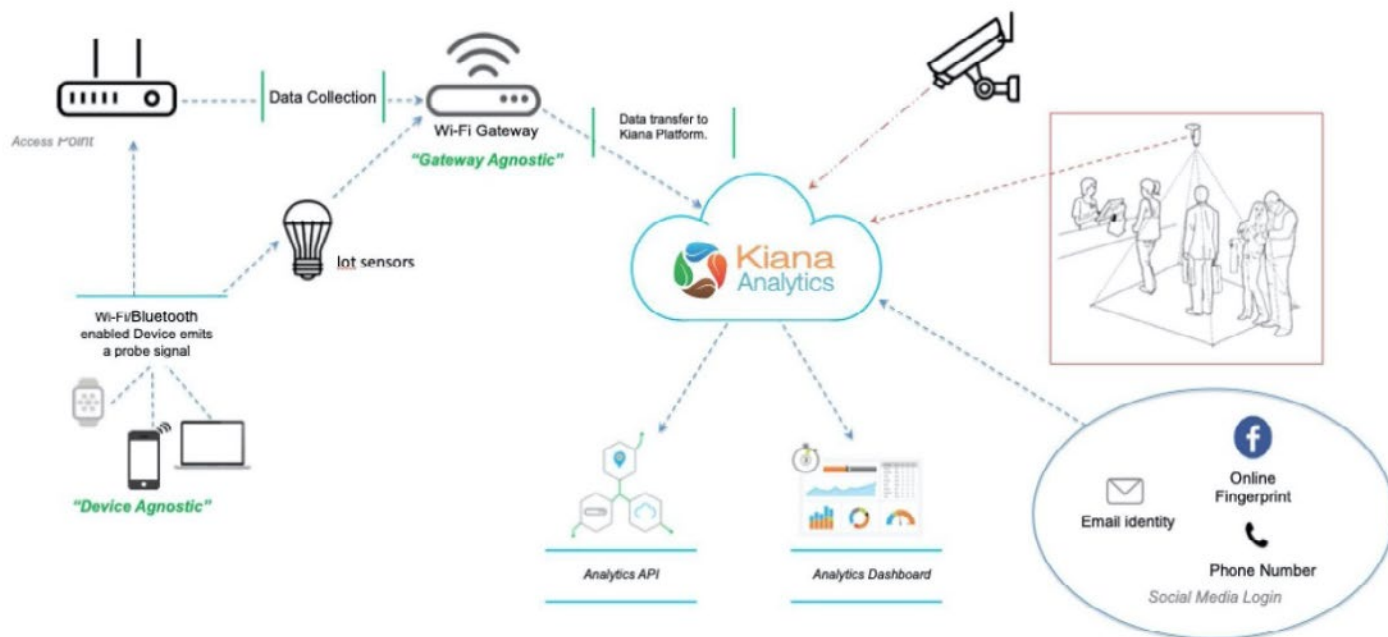 Access Point
Data Collection
Wi-Fi Gateway
"Gateway Agnostic"
Data transfer to
Kiana Platform.
Iot sensors
Kiana
Analytics
Wi-Fi/Bluetooth
enabled Device emits
a probe signal
"Device Agnostic"
Analytics API
Analytics Dashboard
Online
Fingerprint
Email identity
Phone Number
Social Media Login